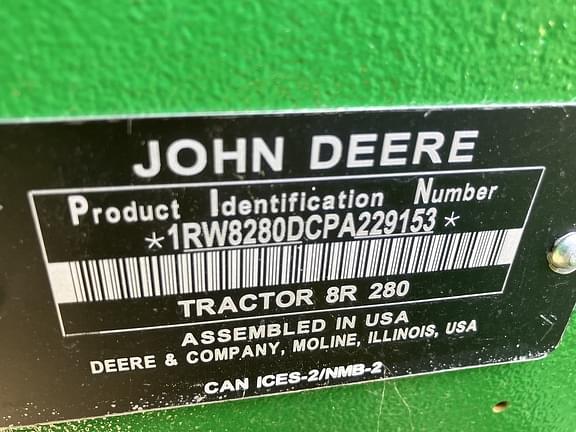 JOHN DEERE
Product Identification Number
*1RW8280DCPA229153*
TRACTOR 8R 280
ASSEMBLED IN USA
DEERE & COMPANY, MOLINE, ILLINOIS, USA
CAN ICES-2/NMB-2